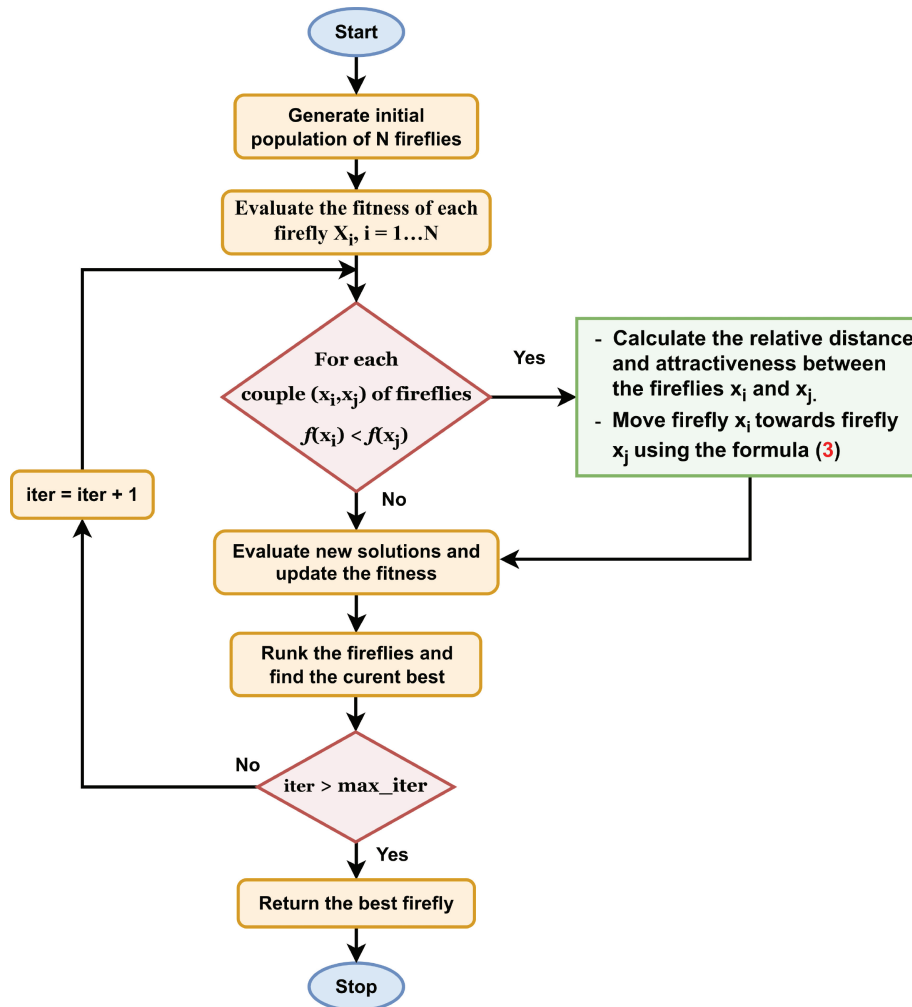 Start
Generate initial
population of N fireflies
Evaluate the fitness of each
firefly Xi, i = 1…N
For each
couple (xi,xj) of fireflies
f(xi) < f(xj)
Yes
- Calculate the relative distance
and attractiveness between
the fireflies xi and xj.
- Move firefly xi towards firefly
xj using the formula (3)
No
iter = iter + 1
Evaluate new solutions and
update the fitness
Runk the fireflies and
find the curent best
No
iter > max_iter
Yes
Return the best firefly
Stop